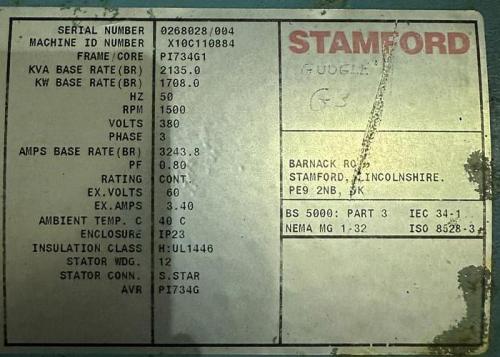 SERIAL NUMBER 0268028/004
MACHINE ID NUMBER X10C110884
FRAME/CORE PI734G1
KVA BASE RATE(BR) 2135.0
KW BASE RATE(BR) 1708.0
HZ 50
RPM 1500
VOLTS 380
PHASE 3
AMPS BASE RATE(BR) 3243.8
PF 0.80
RATING CONT.
EX.VOLTS 60
EX.AMPS 3.40
AMBIENT TEMP. C 40 C
ENCLOSURE IP23
INSULATION CLASS H:UL1446
STATOR WDG. 12
STATOR CONN. S.STAR
AVR PI734G
STAMFORD
GUDGLE
G3
BARNACK
STAMFORD, LINCOLNSHIRE.
PE9 2NB, UK
BS 5000: PART 3 IEC 34-1
NEMA MG 1-32 ISO 8528-3